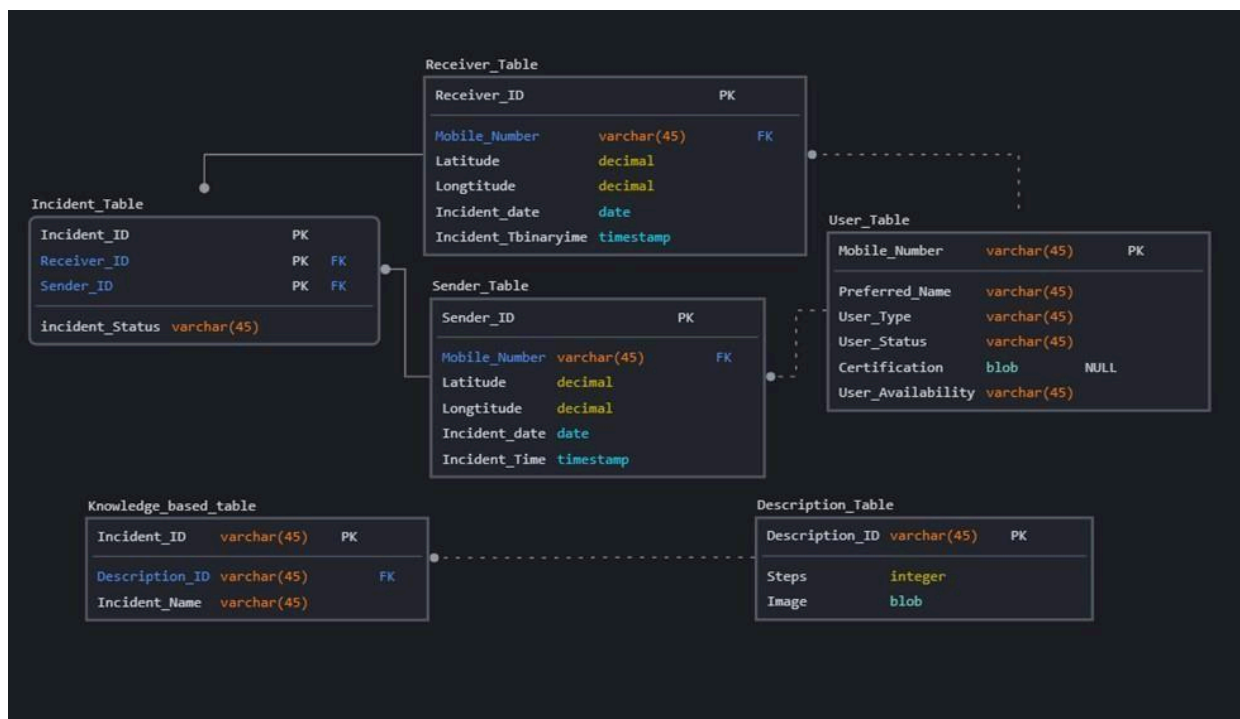 Receiver_Table
Receiver_ID PK
Mobile_Number varchar(45) FK
Latitude decimal
Longtitude decimal
Incident_date date
Incident_Tbinaryime timestamp
Incident_Table
Incident_ID PK
Receiver_ID PK FK
Sender_ID PK FK
incident_Status varchar(45)
Sender_Table
Sender_ID PK
Mobile_Number varchar(45) FK
Latitude decimal
Longtitude decimal
Incident_date date
Incident_Time timestamp
User_Table
Mobile_Number varchar(45) PK
Preferred_Name varchar(45)
User_Type varchar(45)
User_Status varchar(45)
Certification blob NULL
User_Availability varchar(45)
Knowledge_based_table
Incident_ID varchar(45) PK
Description_ID varchar(45) FK
Incident_Name varchar(45)
Description_Table
Description_ID varchar(45) PK
Steps integer
Image blob